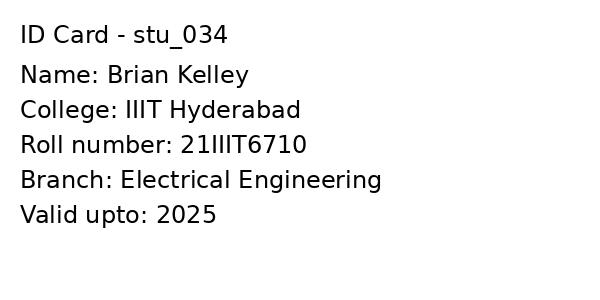 ID Card - stu_034
Name: Brian Kelley
College: IIIT Hyderabad
Roll number: 21IIIT6710
Branch: Electrical Engineering
Valid upto: 2025